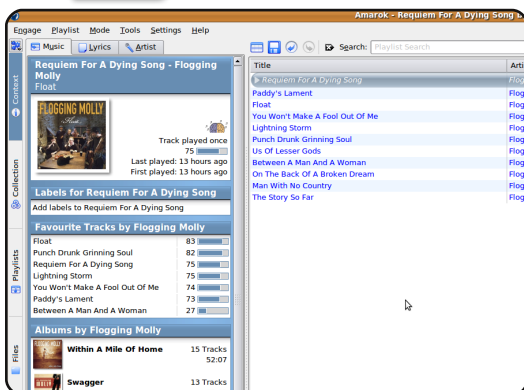 Amarok - Requiem For A Dying Song
Engage Playlist Mode Tools Settings Help
Music Lyrics Artist
Search: Playlist Search
Context
Collection
Playlists
Files
Requiem For A Dying Song - Flogging
Molly
Float
FLOGGING MOLLY
Float
Track played once
75
Last played: 13 hours ago
First played: 13 hours ago
Labels for Requiem For A Dying Song
Add labels to Requiem For A Dying Song
Favourite Tracks by Flogging Molly
Float 83
Punch Drunk Grinning Soul 82
Requiem For A Dying Song 75
Lightning Storm 75
You Won't Make A Fool Out Of Me 74
Paddy's Lament 73
Between A Man And A Woman 27
Albums by Flogging Molly
Within A Mile Of Home 15 Tracks
52:07
Swagger 13 Tracks
Title Arti
Requiem For A Dying Song Flog
Paddy's Lament Flog
Float Flog
You Won't Make A Fool Out Of Me Flog
Lightning Storm Flog
Punch Drunk Grinning Soul Flog
Us Of Lesser Gods Flog
Between A Man And A Woman Flog
On The Back Of A Broken Dream Flog
Man With No Country Flog
The Story So Far Flog